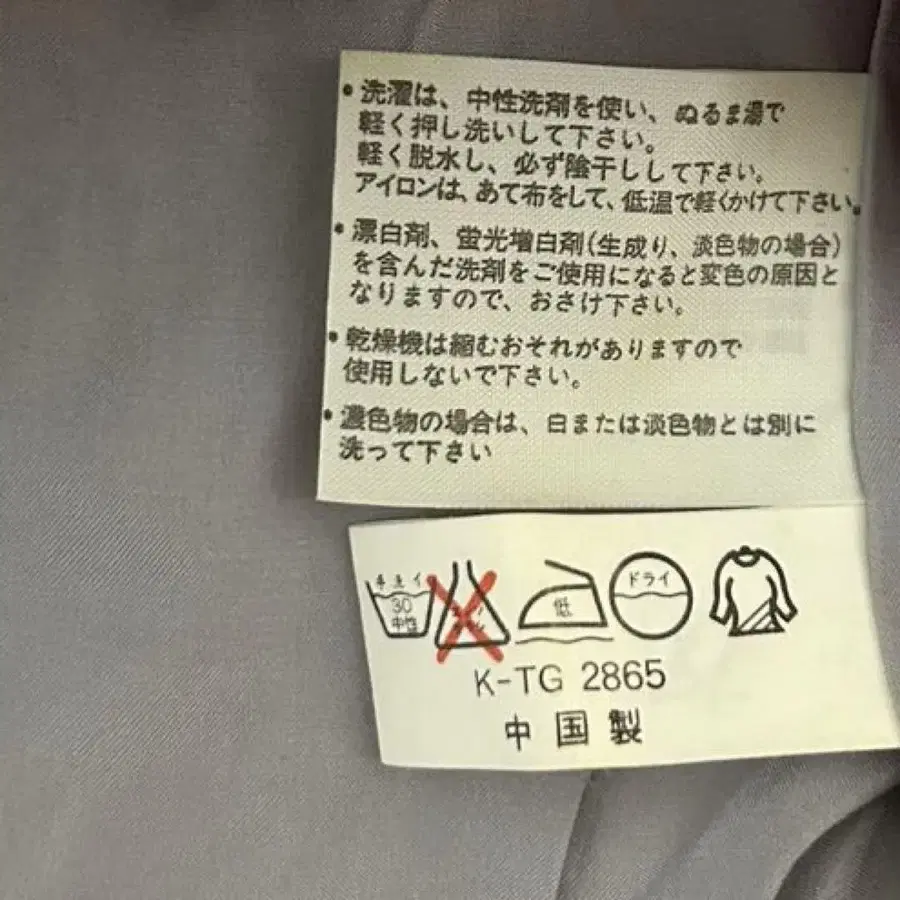 ・洗濯は、中性洗剤を使い、ぬるま湯で
軽く押し洗いして下さい。
軽く脱水し、必ず陰干しして下さい。
アイロンは、あて布をして、低温で軽くかけて下さい。
・漂白剤、蛍光増白剤(生成り、淡色物の場合)
を含んだ洗剤をご使用になると変色の原因と
なりますので、おさけ下さい。
・乾燥機は縮むおそれがありますので
使用しないで下さい。
・濃色物の場合は、白または淡色物とは別に
洗って下さい
手洗イ
30
中性
低
ドライ
K-TG 2865
中国製